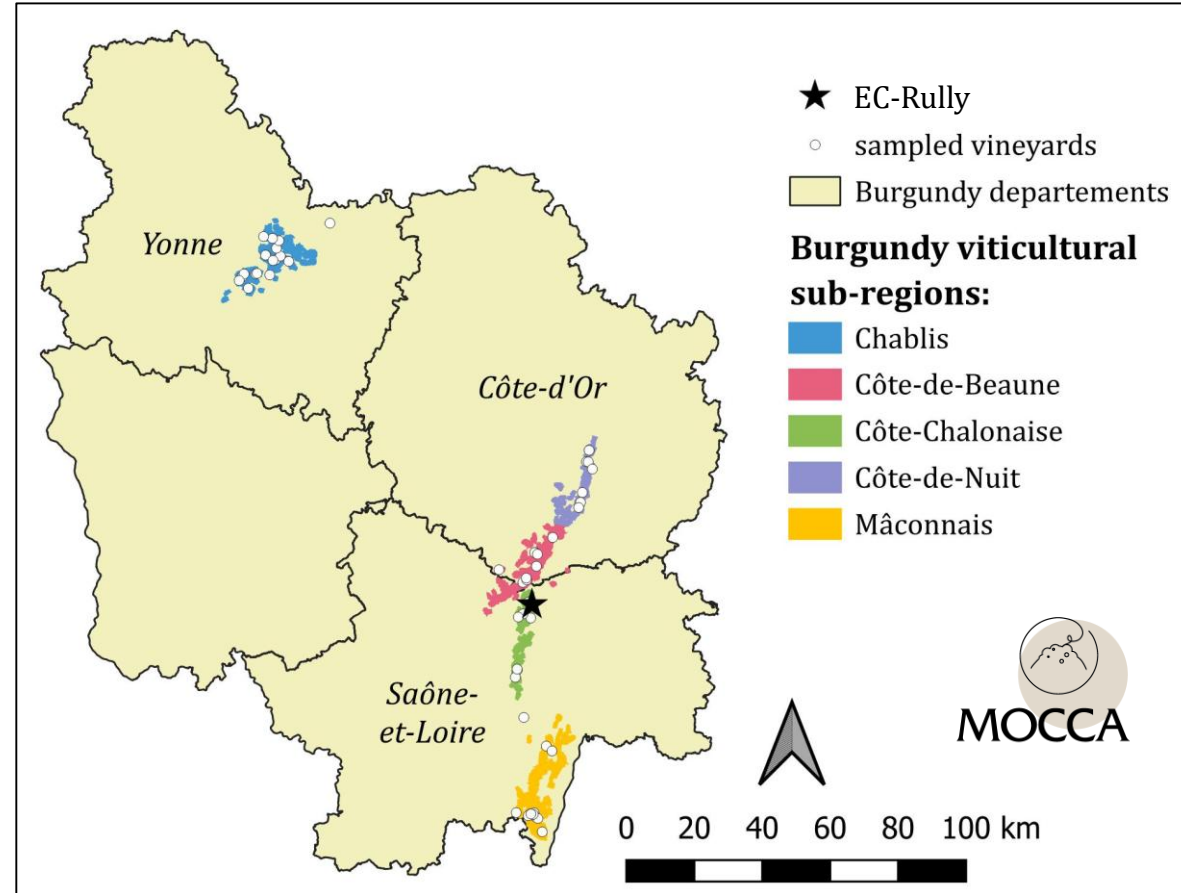 EC-Rully
sampled vineyards
Burgundy departements
Burgundy viticultural
sub-regions:
Chablis
Côte-de-Beaune
Côte-Chalonaise
Côte-de-Nuit
Mâconnais
Yonne
Côte-d'Or
Saône-
et-Loire
MOCCA
0 20 40 60 80 100 km